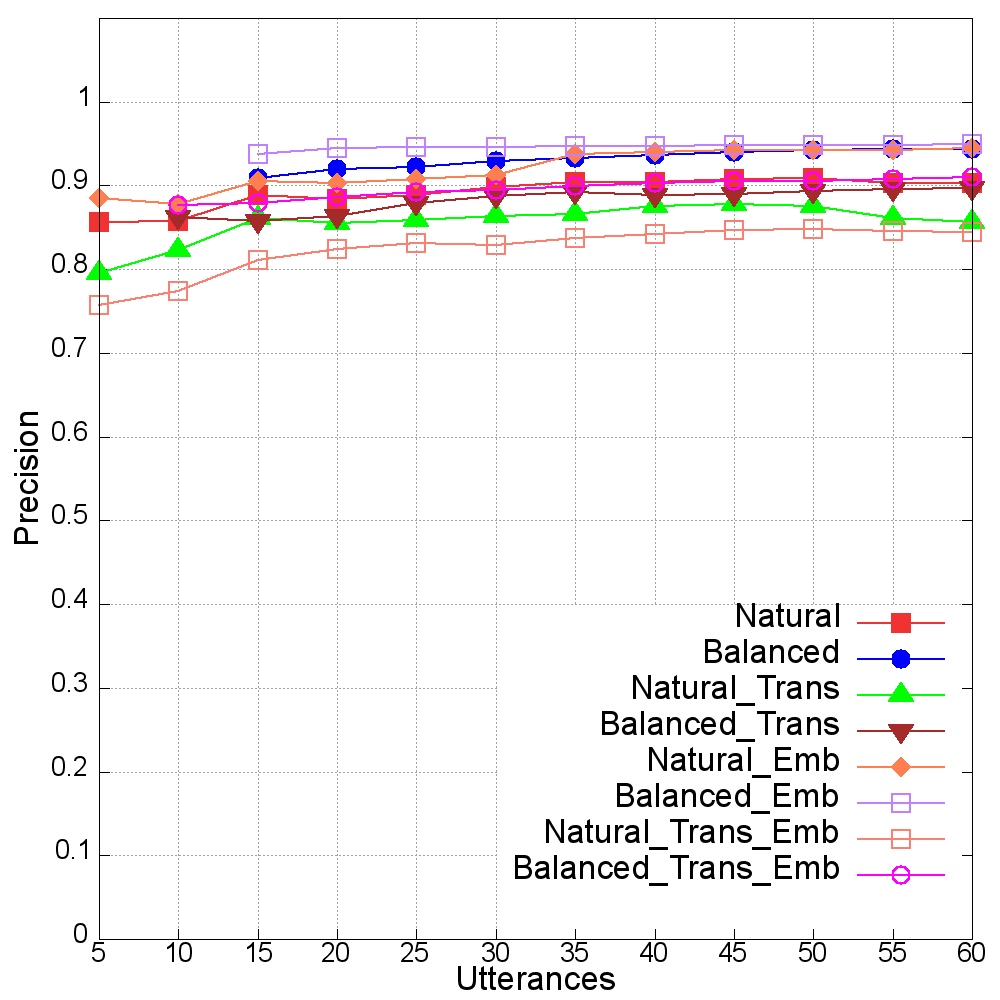 1
0.9
0.8
0.7
0.6
0.5
0.4
0.3
0.2
0.1
0
Precision
Natural
Balanced
Natural_Trans
Balanced_Trans
Natural_Emb
Balanced_Emb
Natural_Trans_Emb
Balanced_Trans_Emb
5 10 15 20 25 30 35 40 45 50 55 60
Utterances